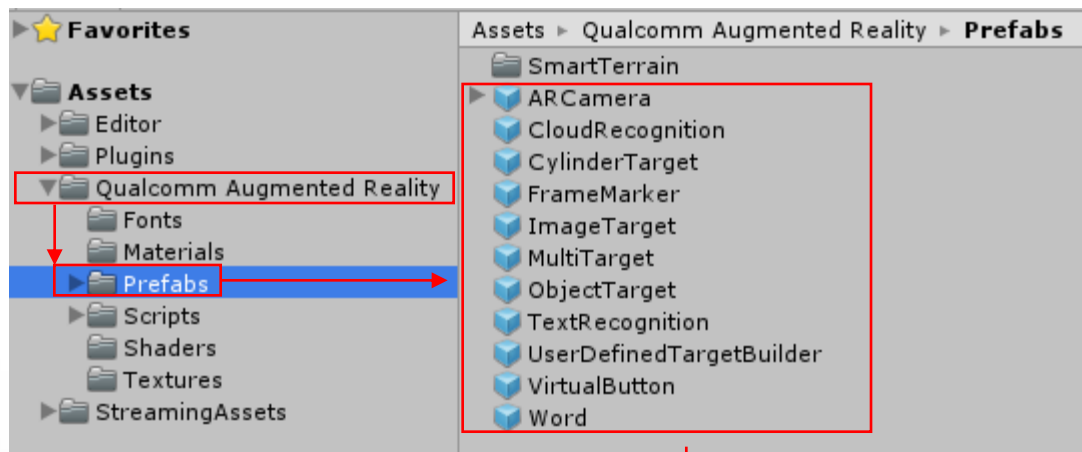 Favorites
Assets
Editor
Plugins
Qualcomm Augmented Reality
Fonts
Materials
Prefabs
Scripts
Shaders
Textures
StreamingAssets
Assets ▸ Qualcomm Augmented Reality ▸ Prefabs
SmartTerrain
ARCamera
CloudRecognition
CylinderTarget
FrameMarker
ImageTarget
MultiTarget
ObjectTarget
TextRecognition
UserDefinedTargetBuilder
VirtualButton
Word